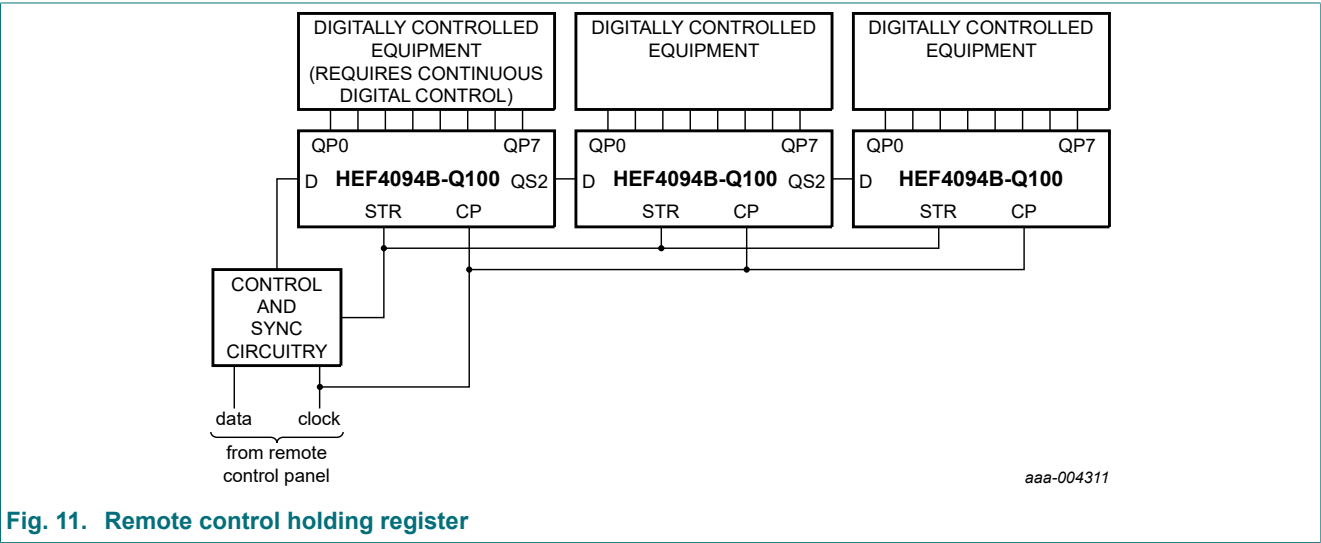 DIGITALLY CONTROLLED
EQUIPMENT
(REQUIRES CONTINUOUS
DIGITAL CONTROL)
DIGITALLY CONTROLLED
EQUIPMENT
DIGITALLY CONTROLLED
EQUIPMENT
QP0 QP7
D HEF4094B-Q100 QS2
STR CP
QP0 QP7
D HEF4094B-Q100 QS2
STR CP
QP0 QP7
D HEF4094B-Q100
STR CP
CONTROL
AND
SYNC
CIRCUITRY
data clock
from remote
control panel
aaa-004311
Fig. 11. Remote control holding register